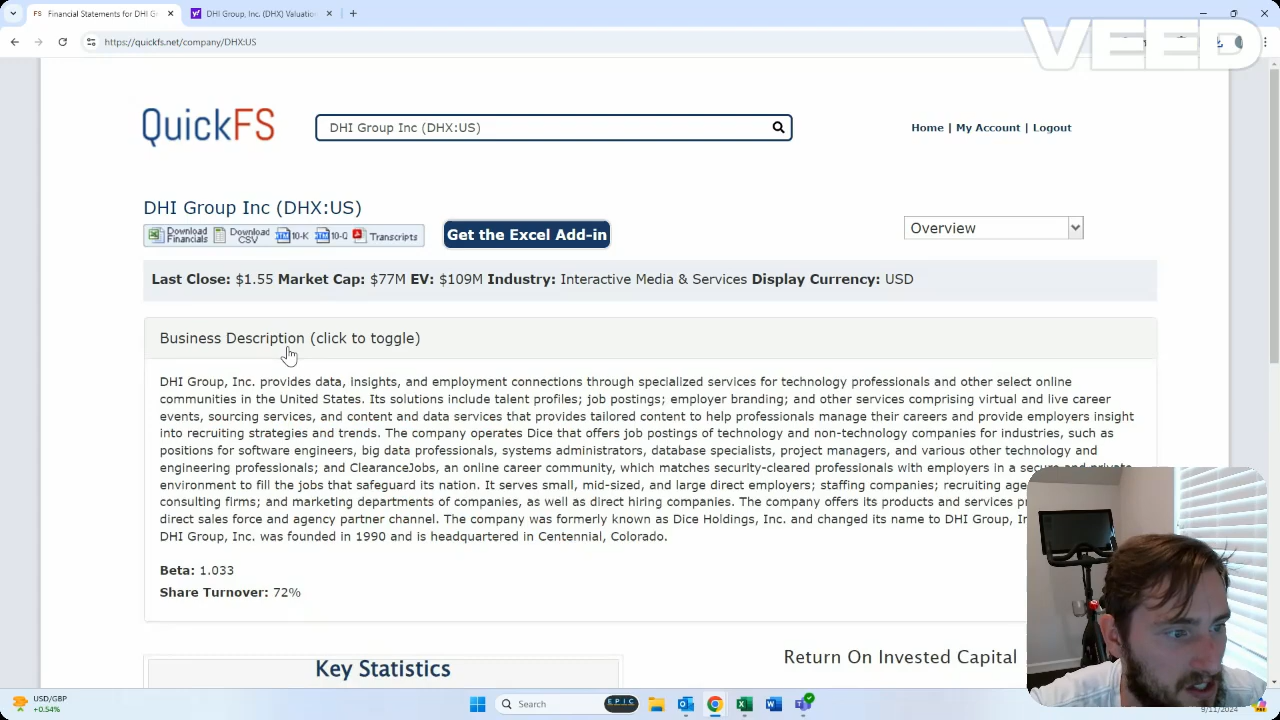 FS Financial Statements for DHI Gr
DHI Group, Inc. (DHX) Valuation
https://quickfs.net/company/DHX:US
VEED
QuickFS
DHI Group Inc (DHX:US)
Home | My Account | Logout
DHI Group Inc (DHX:US)
Download Financials
Download CSV
10-K
10-Q
Transcripts
Get the Excel Add-in
Overview
Last Close: $1.55 Market Cap: $77M EV: $109M Industry: Interactive Media & Services Display Currency: USD
Business Description (click to toggle)
DHI Group, Inc. provides data, insights, and employment connections through specialized services for technology professionals and other select online
communities in the United States. Its solutions include talent profiles; job postings; employer branding; and other services comprising virtual and live career
events, sourcing services, and content and data services that provides tailored content to help professionals manage their careers and provide employers insight
into recruiting strategies and trends. The company operates Dice that offers job postings of technology and non-technology companies for industries, such as
positions for software engineers, big data professionals, systems administrators, database specialists, project managers, and various other technology and
engineering professionals; and ClearanceJobs, an online career community, which matches security-cleared professionals with employers in a secure and private
environment to fill the jobs that safeguard its nation. It serves small, mid-sized, and large direct employers; staffing companies; recruiting
consulting firms; and marketing departments of companies, as well as direct hiring companies. The company offers its products and services
direct sales force and agency partner channel. The company was formerly known as Dice Holdings, Inc. and changed its name to DHI Group,
DHI Group, Inc. was founded in 1990 and is headquartered in Centennial, Colorado.
Beta: 1.033
Share Turnover: 72%
Key Statistics
Return On Invested Capital
USD/GBP
+0.54%
Search
EPIC
9/11/2024